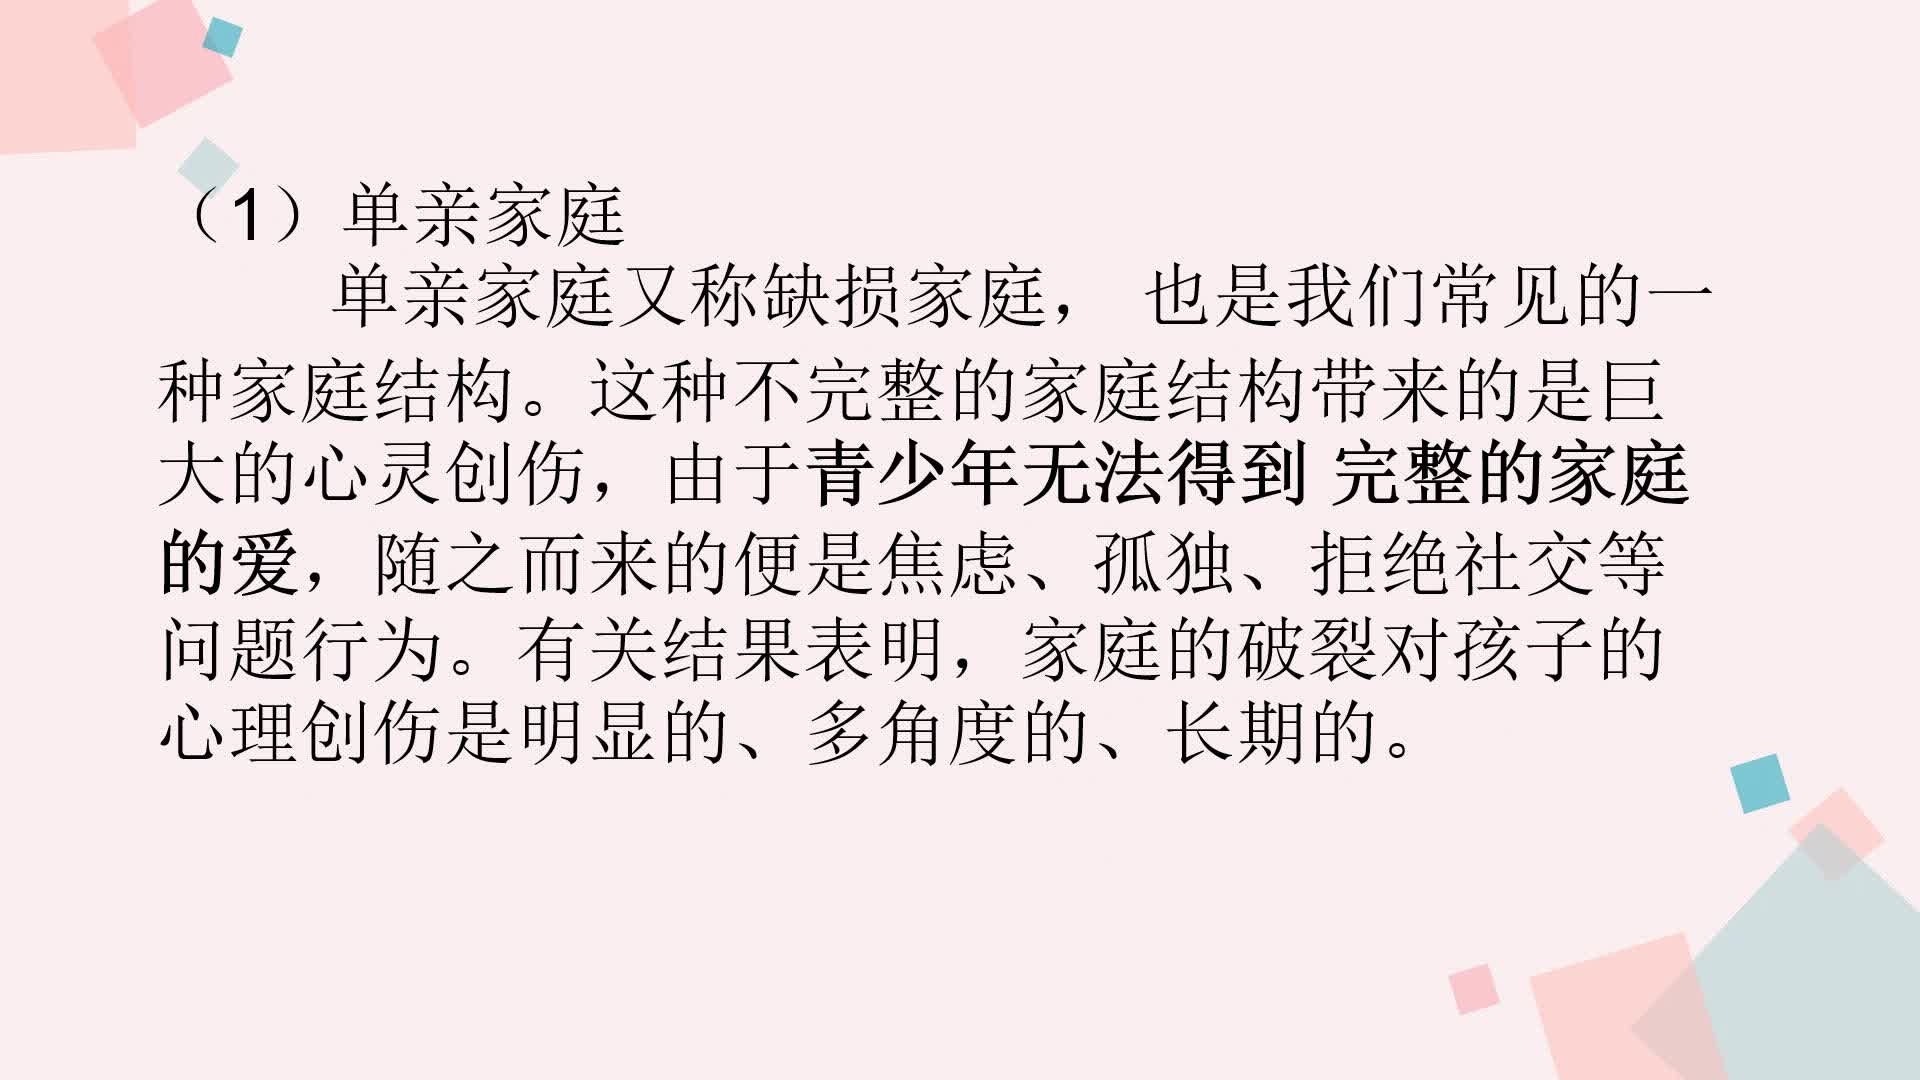 （1）单亲家庭
单亲家庭又称缺损家庭， 也是我们常见的一
种家庭结构。这种不完整的家庭结构带来的是巨
大的心灵创伤，由于青少年无法得到 完整的家庭
的爱，随之而来的便是焦虑、孤独、拒绝社交等
问题行为。有关结果表明，家庭的破裂对孩子的
心理创伤是明显的、多角度的、长期的。